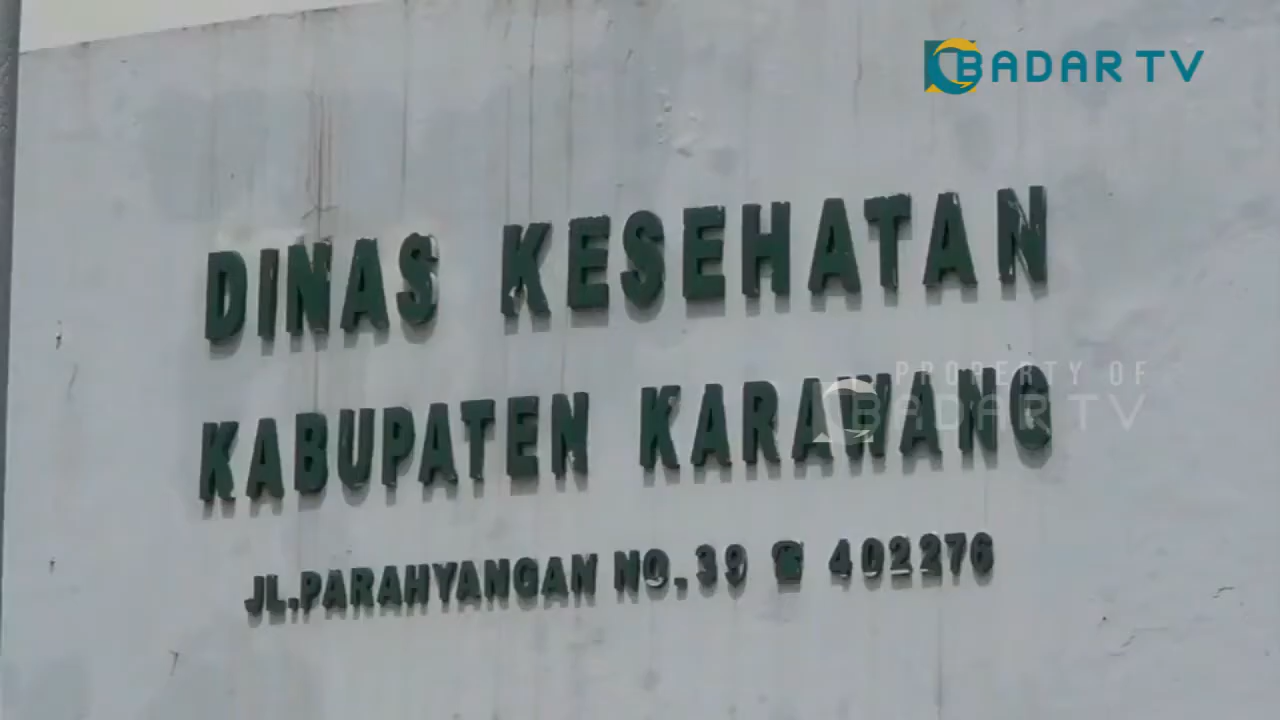 BADAR TV
DINAS KESEHATAN
KABUPATEN KARAWANG
PROPERTY OF
BADAR TV
JL.PARAHYANGAN NO.39 ☎ 402276